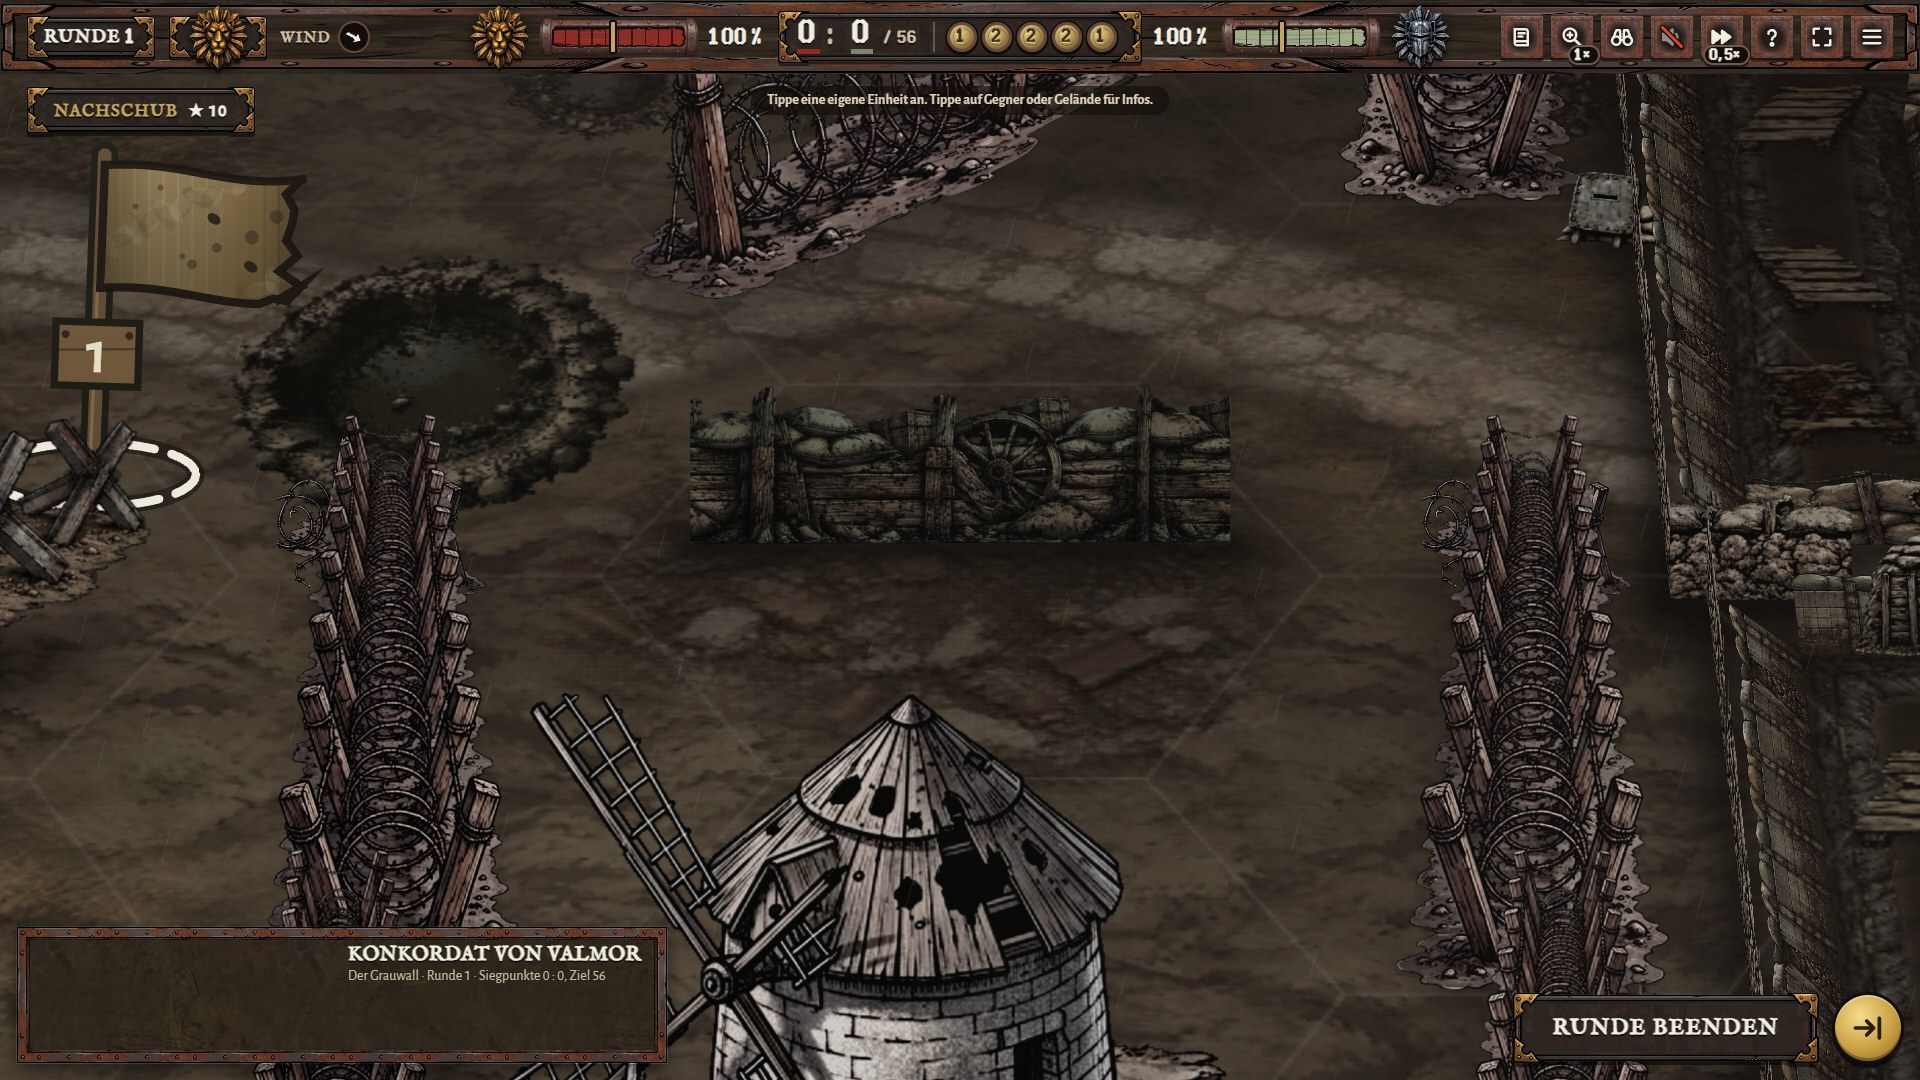 RUNDE 1
WIND
100 %
0 : 0 / 56
1 2 2 2 1
100 %
1×
0,5×
?
NACHSCHUB ★ 10
Tippe eine eigene Einheit an. Tippe auf Gegner oder Gelände für Infos.
1
KONKORDAT VON VALMOR
Der Grauwall · Runde 1 · Siegpunkte 0 : 0, Ziel 56
RUNDE BEENDEN